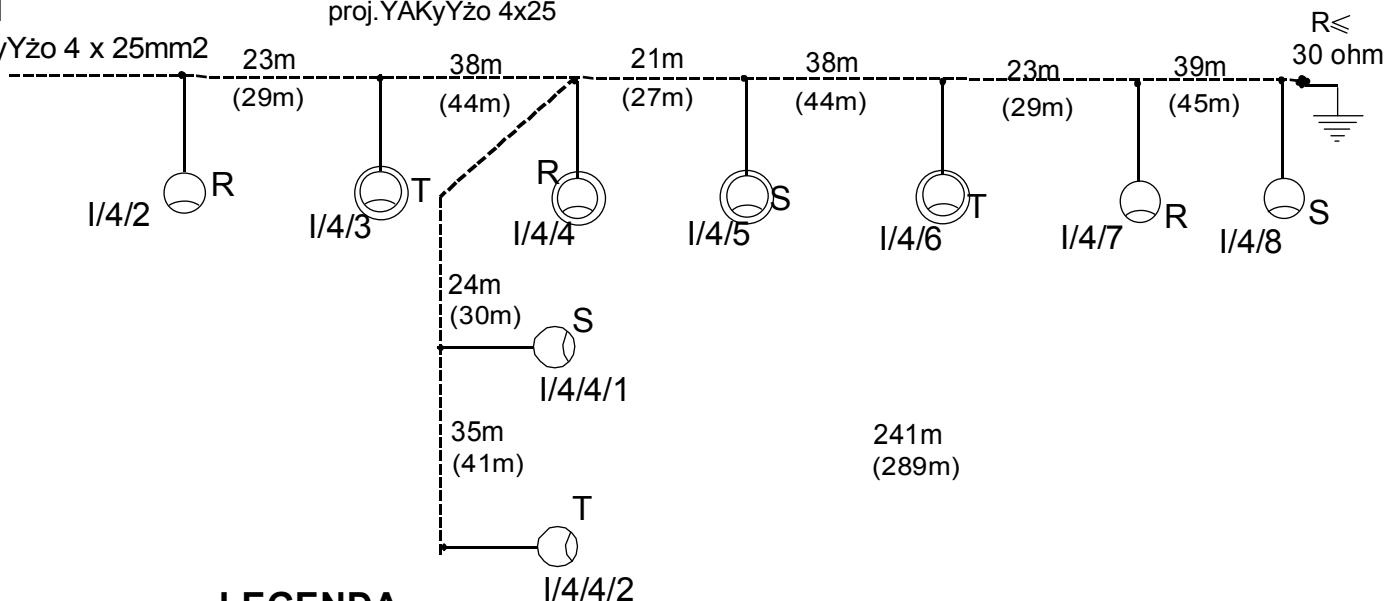 proj.YAKyYżo 4x25
yYżo 4 x 25mm2
R≤
30 ohm
23m
(29m)
38m
(44m)
21m
(27m)
38m
(44m)
23m
(29m)
39m
(45m)
R
I/4/2
T
I/4/3
R
I/4/4
S
I/4/5
T
I/4/6
R
I/4/7
S
I/4/8
24m
(30m)
S
I/4/4/1
35m
(41m)
241m
(289m)
T
I/4/4/2
LEGENDA